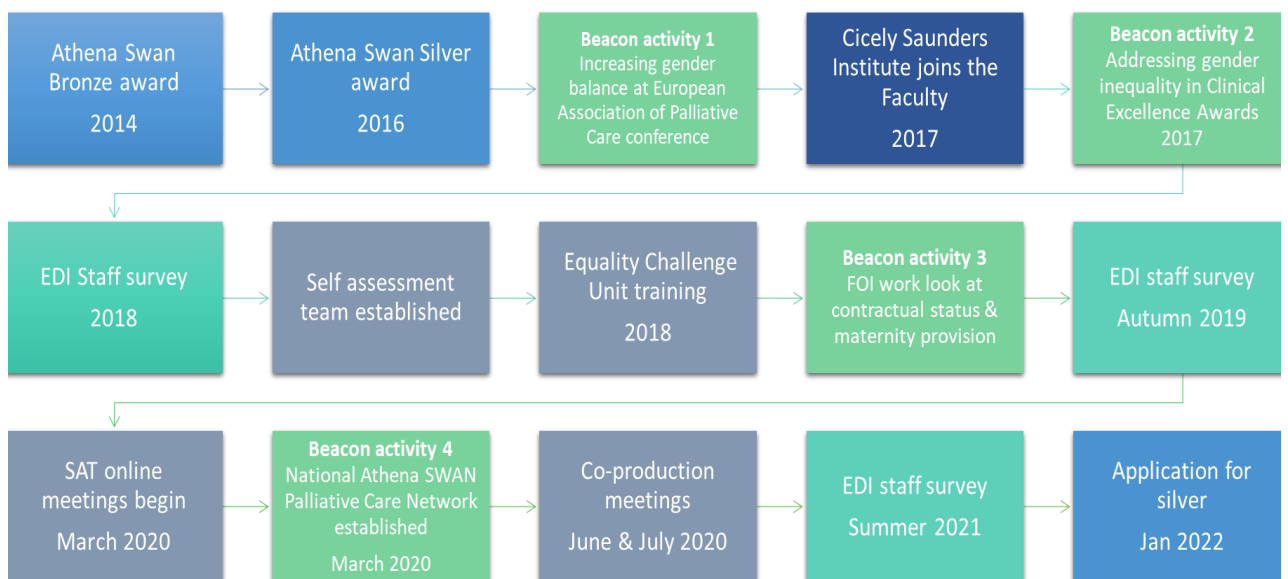 Athena Swan
Bronze award
2014
Athena Swan Silver
award
2016
Beacon activity 1
Increasing gender
balance at European
Association of Palliative
Care conference
Cicely Saunders
Institute joins the
Faculty
2017
Beacon activity 2
Addressing gender
inequality in Clinical
Excellence Awards
2017
EDI Staff survey
2018
Self assessment
team established
Equality Challenge
Unit training
2018
Beacon activity 3
FOI work look at
contractual status &
maternity provision
EDI staff survey
Autumn 2019
SAT online
meetings begin
March 2020
Beacon activity 4
National Athena SWAN
Palliative Care Network
established
March 2020
Co-production
meetings
June & July 2020
EDI staff survey
Summer 2021
Application for
silver
Jan 2022